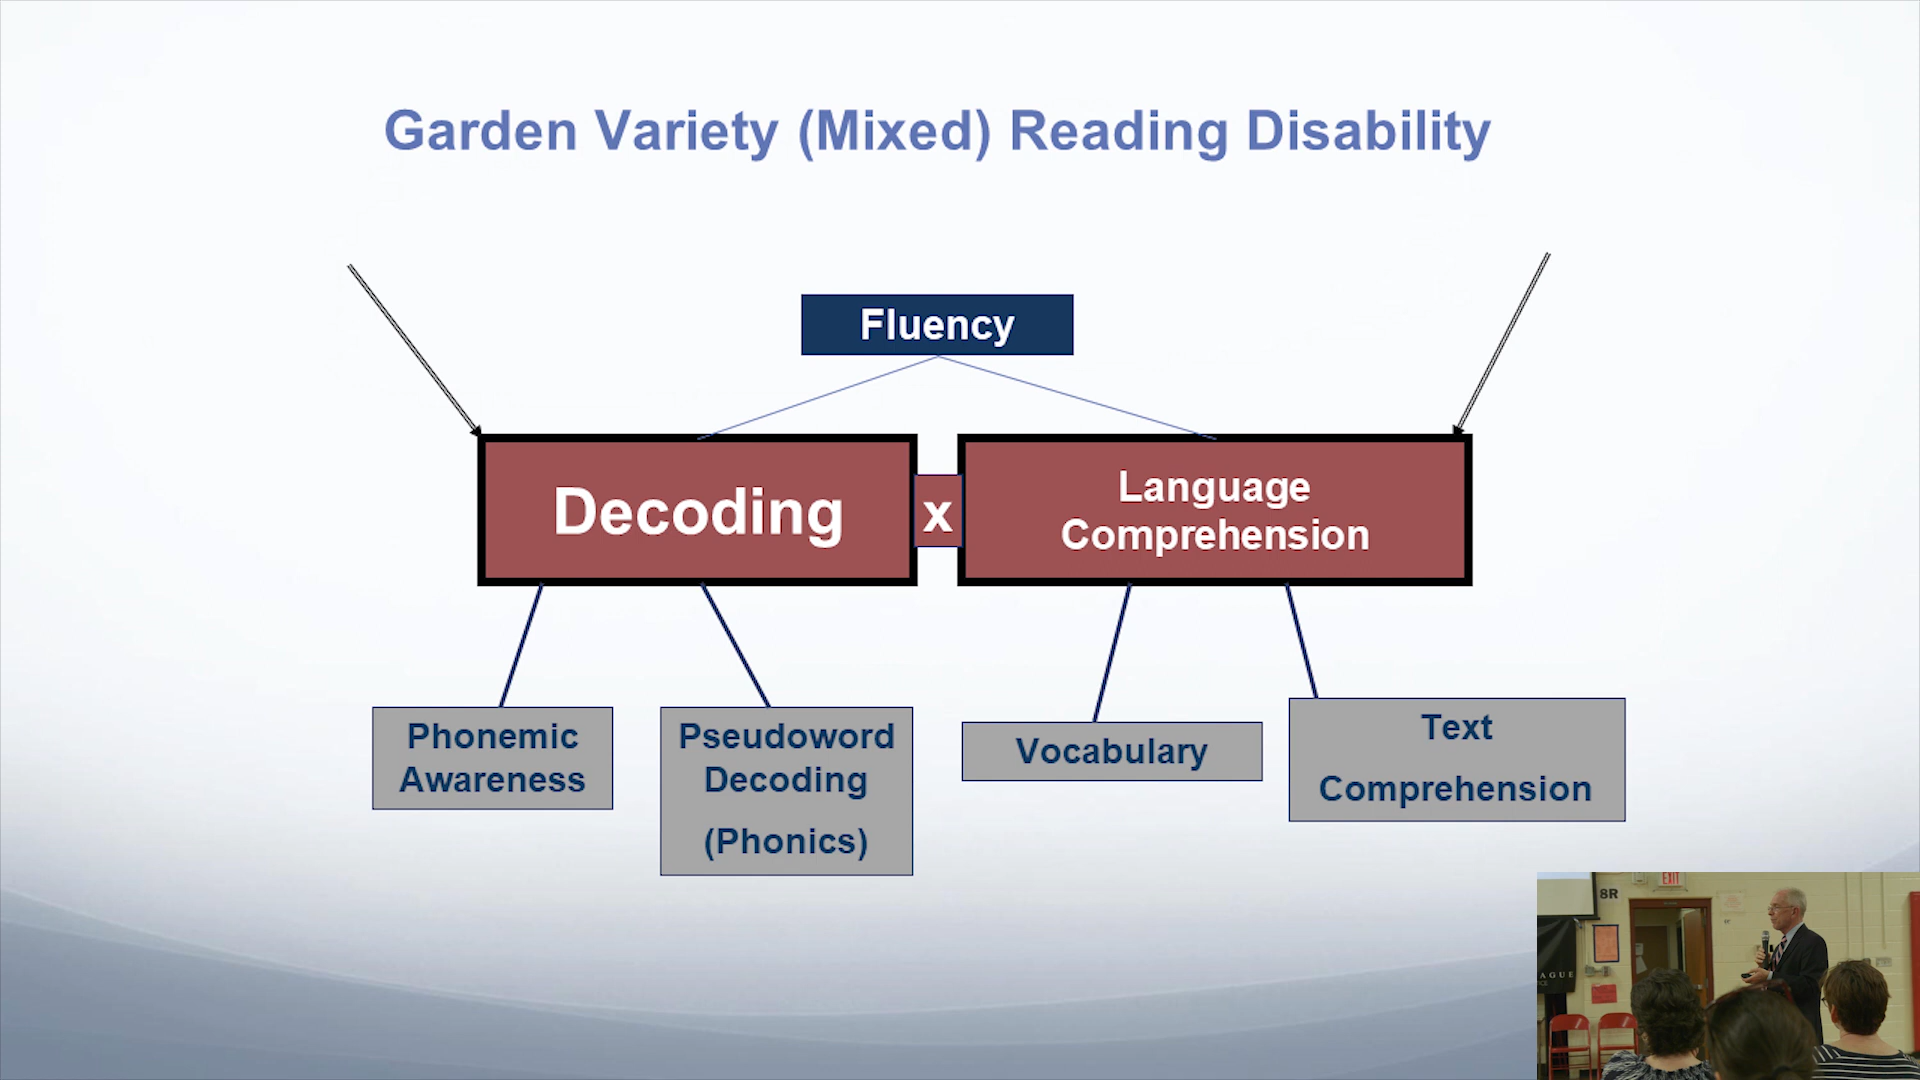 Garden Variety (Mixed) Reading Disability
Fluency
Decoding
x
Language
Comprehension
Phonemic
Awareness
Pseudoword
Decoding
(Phonics)
Vocabulary
Text
Comprehension
EXIT
8R
AGUE